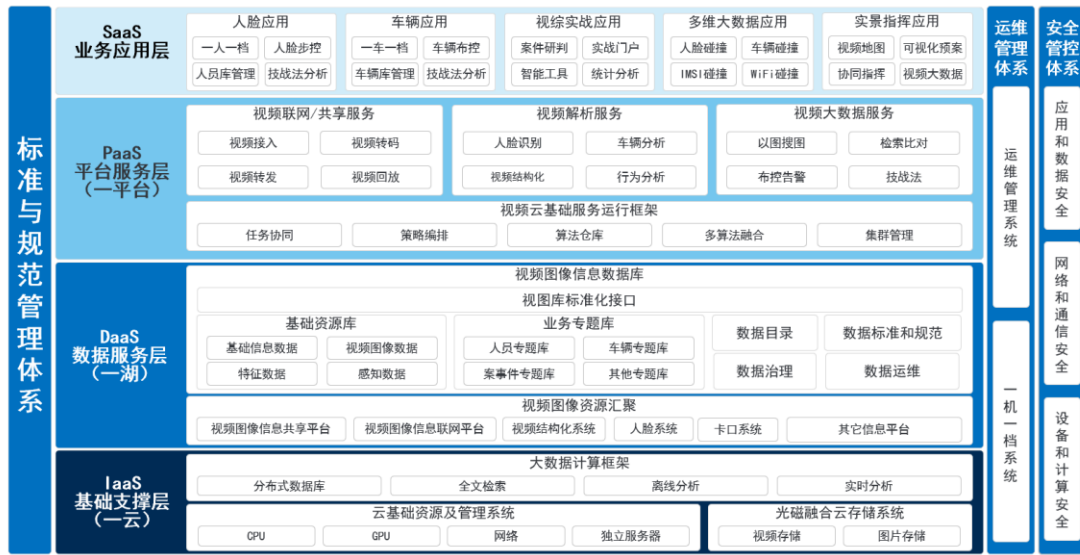 标准与规范管理体系
SaaS
业务应用层
人脸应用
一人一档
人脸步控
人员库管理
技战法分析
车辆应用
一车一档
车辆布控
车辆库管理
技战法分析
视综实战应用
案件研判
实战门户
智能工具
统计分析
多维大数据应用
人脸碰撞
车辆碰撞
IMSI碰撞
WiFi碰撞
实景指挥应用
视频地图
可视化预案
协同指挥
视频大数据
PaaS
平台服务层
(一平台)
视频联网/共享服务
视频接入
视频转码
视频转发
视频回放
视频解析服务
人脸识别
车辆分析
视频结构化
行为分析
视频大数据服务
以图搜图
检索比对
布控告警
技战法
视频云基础服务运行框架
任务协同
策略编排
算法仓库
多算法融合
集群管理
DaaS
数据服务层
(一湖)
视频图像信息数据库
视图库标准化接口
基础资源库
基础信息数据
视频图像数据
特征数据
感知数据
业务专题库
人员专题库
车辆专题库
案事件专题库
其他专题库
数据目录
数据标准和规范
数据治理
数据运维
视频图像资源汇聚
视频图像信息共享平台
视频图像信息联网平台
视频结构化系统
人脸系统
卡口系统
其它信息平台
IaaS
基础支撑层
(一云)
大数据计算框架
分布式数据库
全文检索
离线分析
实时分析
云基础资源及管理系统
CPU
GPU
网络
独立服务器
光磁融合云存储系统
视频存储
图片存储
运维
管理
体系
运维管理系统
一机一档系统
安全
管控
体系
应用和数据安全
网络和通信安全
设备和计算安全